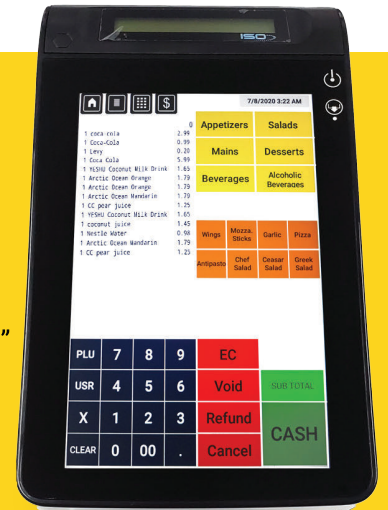 ISO
7/8/2020 3:22 AM
$
0
1 coca cola 2.99
1 Coca-Cola 0.99
1 Levy 0.20
1 Coca Cola 5.99
1 YESHU Coconut Milk Drink 1.65
1 Arctic Ocean Orange 1.79
1 Arctic Ocean Orange 1.79
1 Arctic Ocean Mandarin 1.79
1 CC pear juice 1.25
1 YESHU Coconut Milk Drink 1.65
1 coconut juice 1.45
1 Nestle Water 0.98
1 Arctic Ocean Mandarin 1.79
1 CC pear juice 1.25
Appetizers Salads
Mains Desserts
Beverages Alcoholic Beverages
Wings Mozza. Sticks Garlic Pizza
Antipasto Chef Salad Ceasar Salad Greek Salad
”
PLU 7 8 9 EC
USR 4 5 6 Void SUB TOTAL
X 1 2 3 Refund CASH
CLEAR 0 00 . Cancel